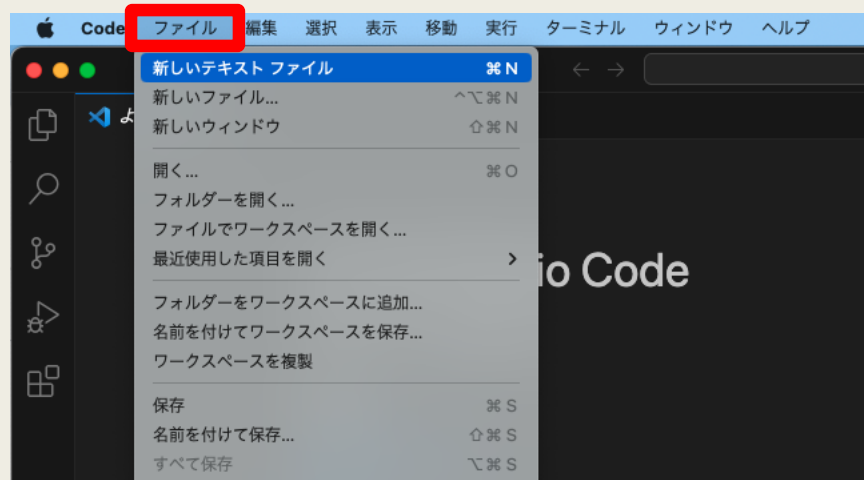 Code ファイル 編集 選択 表示 移動 実行 ターミナル ウィンドウ ヘルプ
新しいテキスト ファイル ⌘ N
新しいファイル... ^⌥⌘ N
新しいウィンドウ ⇧⌘ N
開く... ⌘ O
フォルダーを開く...
ファイルでワークスペースを開く...
最近使用した項目を開く
io Code
フォルダーをワークスペースに追加...
名前を付けてワークスペースを保存...
ワークスペースを複製
保存 ⌘ S
名前を付けて保存... ⇧⌘ S
すべて保存 ⌥⌘ S